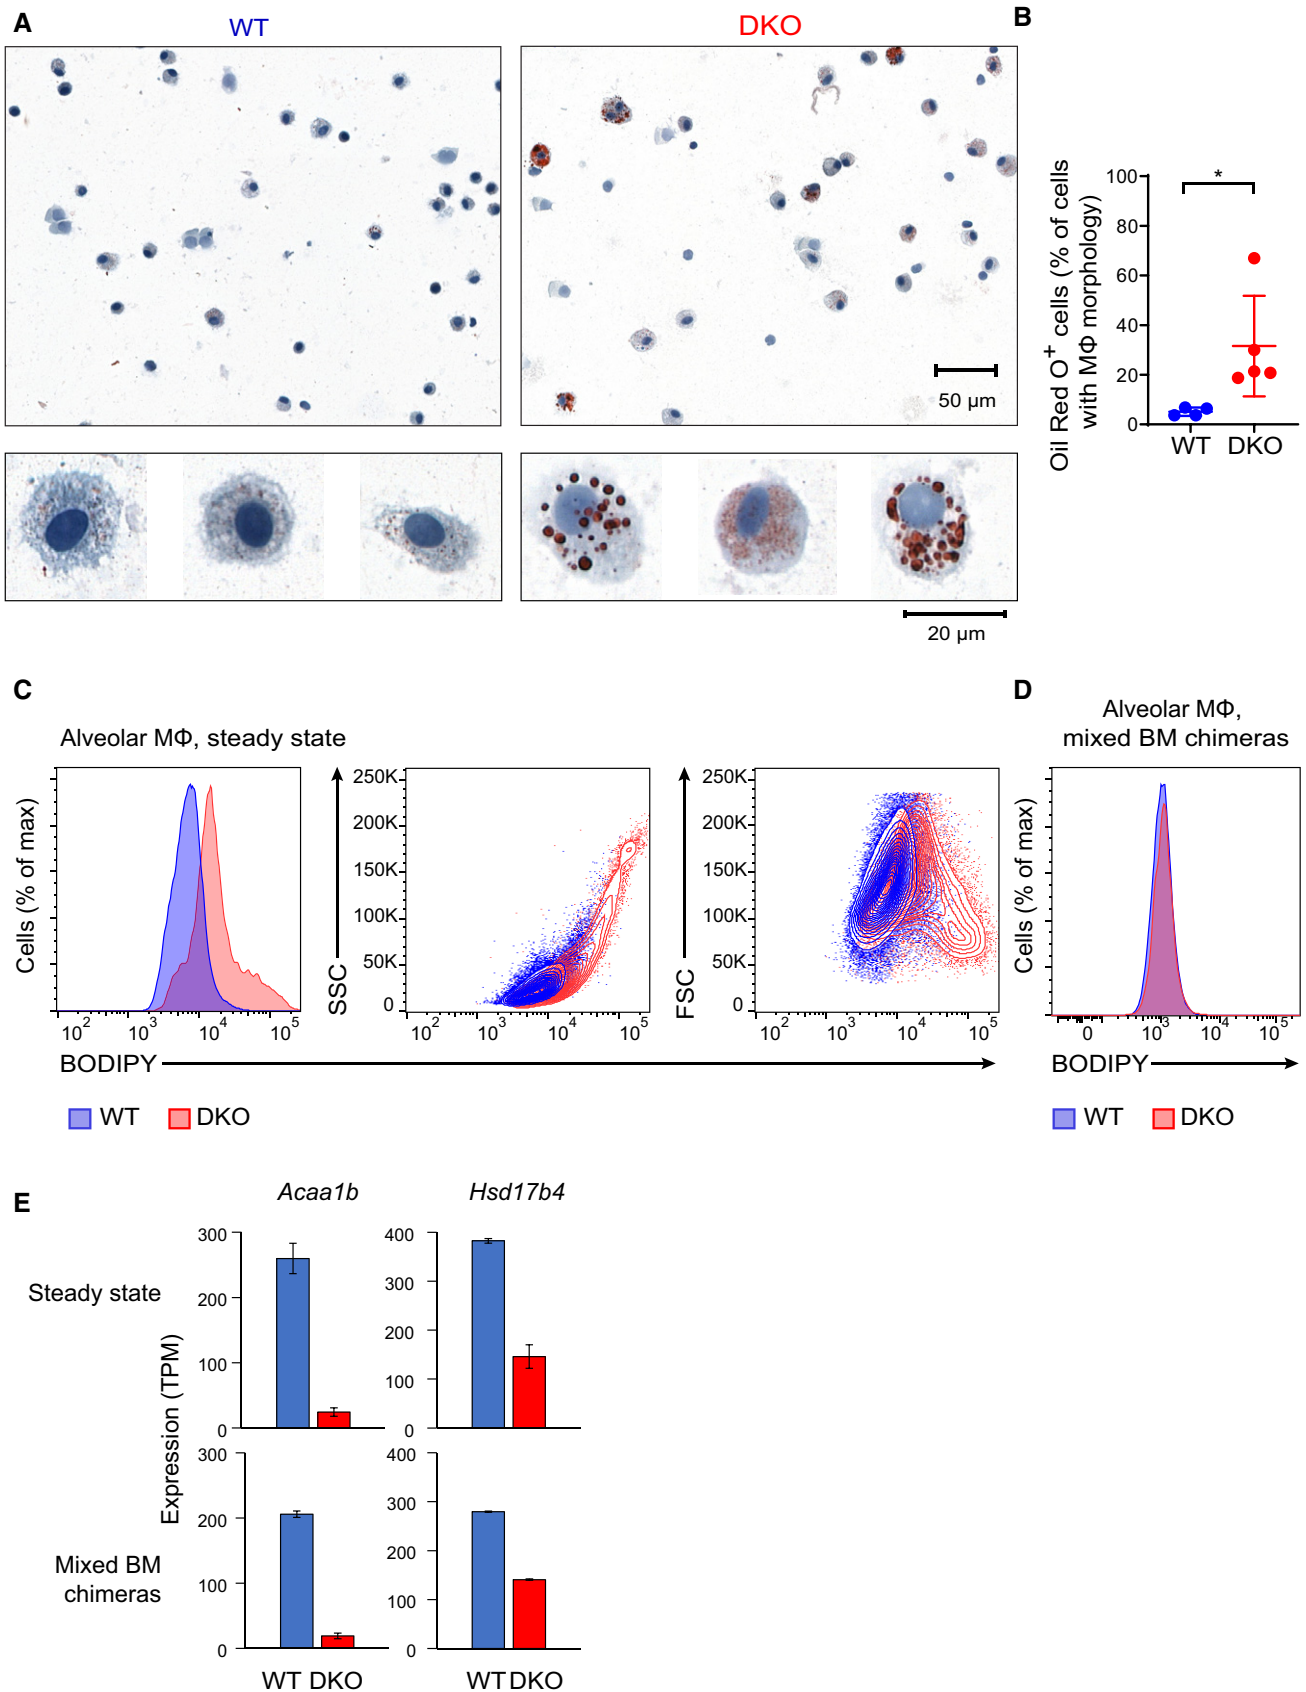 A
WT
DKO
50 µm
20 µm
B
Oil Red O+ cells (% of cells
with MΦ morphology)
100
80
60
40
20
0
*
WT DKO
C
Alveolar MΦ, steady state
Cells (% of max)
10^2 10^3 10^4 10^5
SSC
250K
200K
150K
100K
50K
0
10^2 10^3 10^4 10^5
FSC
250K
200K
150K
100K
50K
0
10^2 10^3 10^4 10^5
BODIPY
WT DKO
D
Alveolar MΦ,
mixed BM chimeras
Cells (% of max)
0 10^3 10^4 10^5
BODIPY
WT DKO
E
Acaa1b
Hsd17b4
Steady state
Expression (TPM)
300
200
100
0
400
300
200
100
0
Mixed BM
chimeras
300
200
100
0
400
300
200
100
0
WT DKO
WT DKO